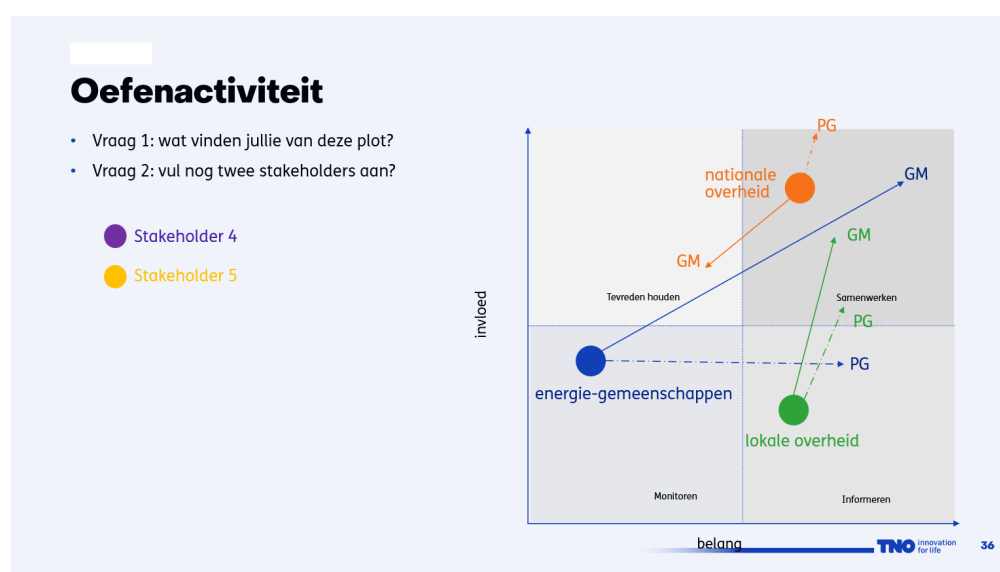 Oefenactiviteit
• Vraag 1: wat vinden jullie van deze plot?
• Vraag 2: vul nog twee stakeholders aan?
Stakeholder 4
Stakeholder 5
PG
nationale
overheid
GM
GM
GM
Tevreden houden
Samenwerken
PG
invloed
PG
energie-gemeenschappen
lokale overheid
Monitoren
Informeren
belang
TNO innovation
for life
36